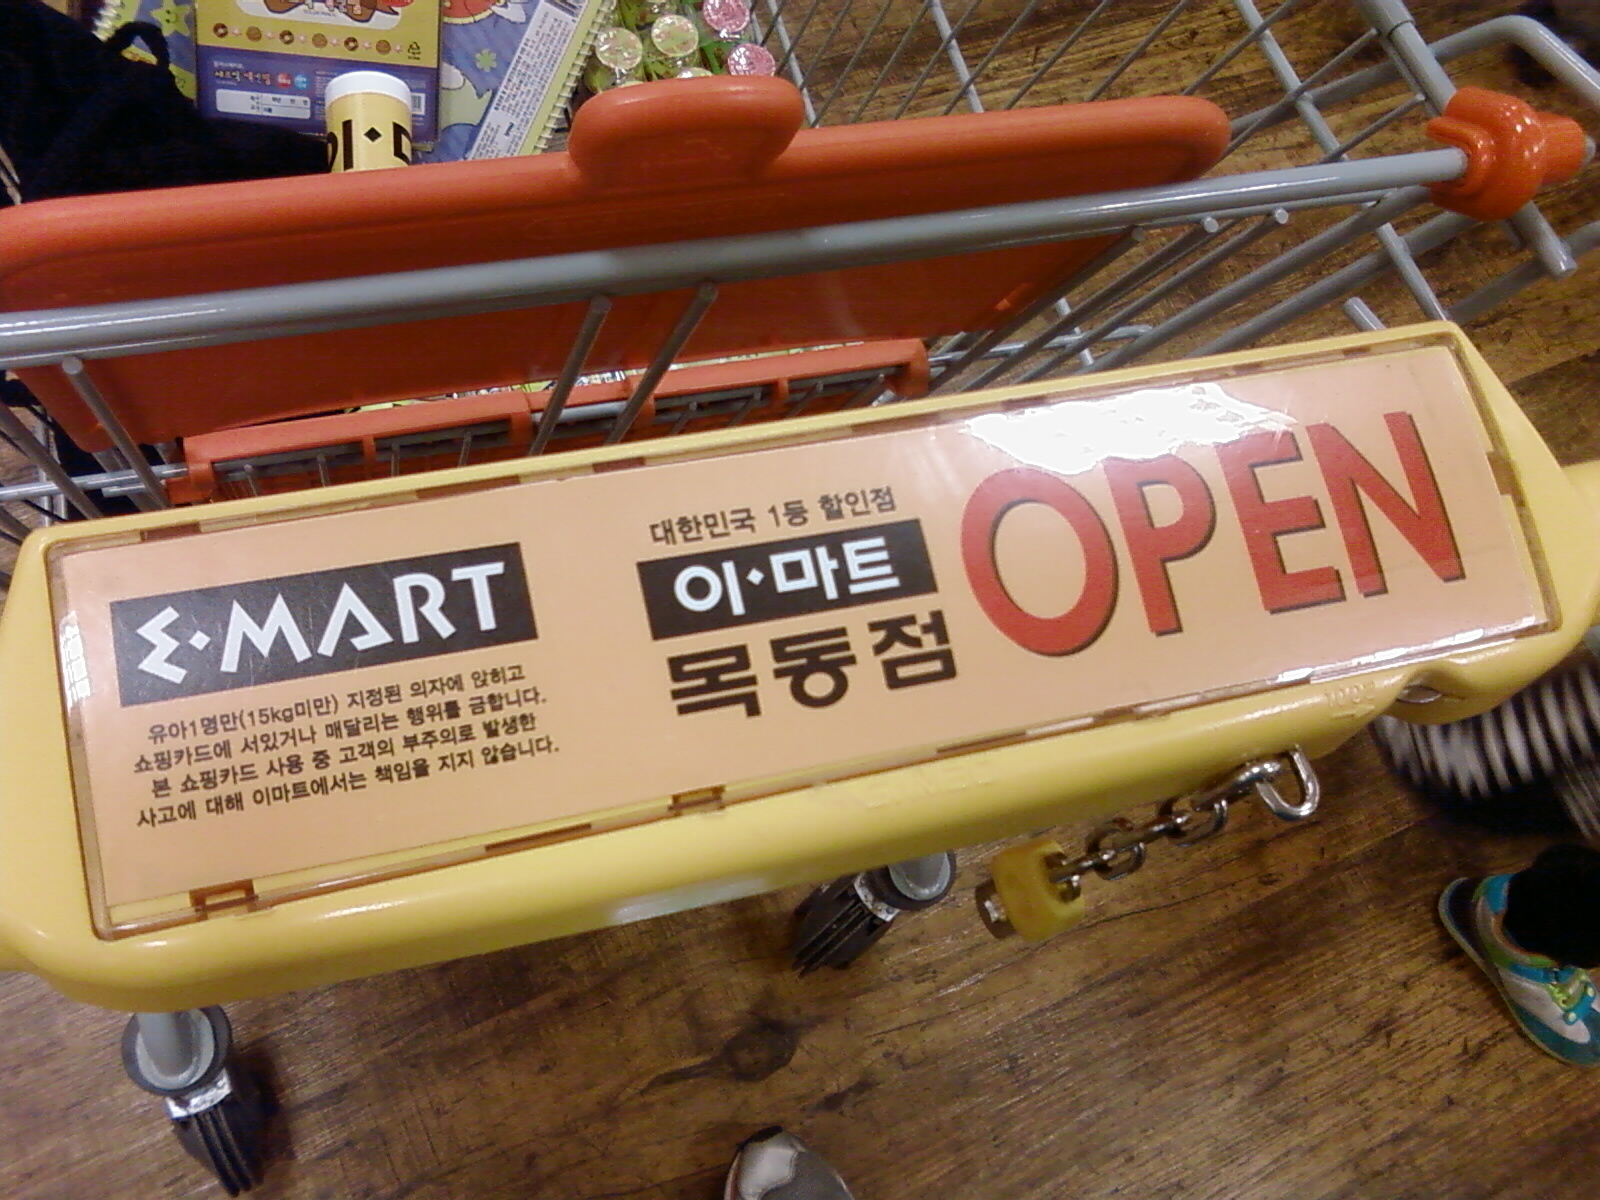 이·마
E·MART
유아1명만(15kg미만) 지정된 의자에 앉히고
쇼핑카드에 서있거나 매달리는 행위를 금합니다.
본 쇼핑카드 사용 중 고객의 부주의로 발생한
사고에 대해 이마트에서는 책임을 지지 않습니다.
대한민국 1등 할인점
이·마트
목동점
OPEN